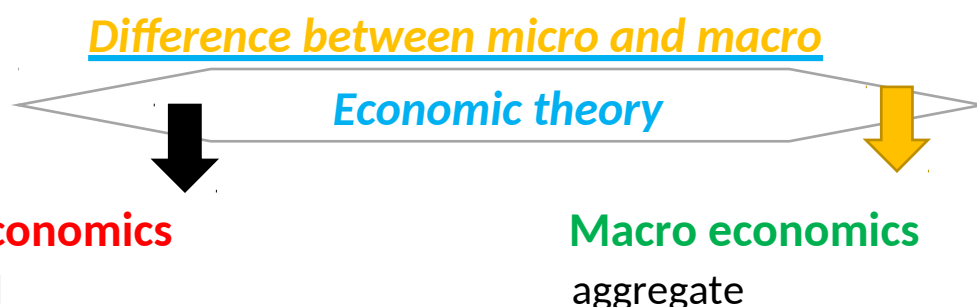 Difference between micro and macro
Economic theory
conomics Macro economics
aggregate